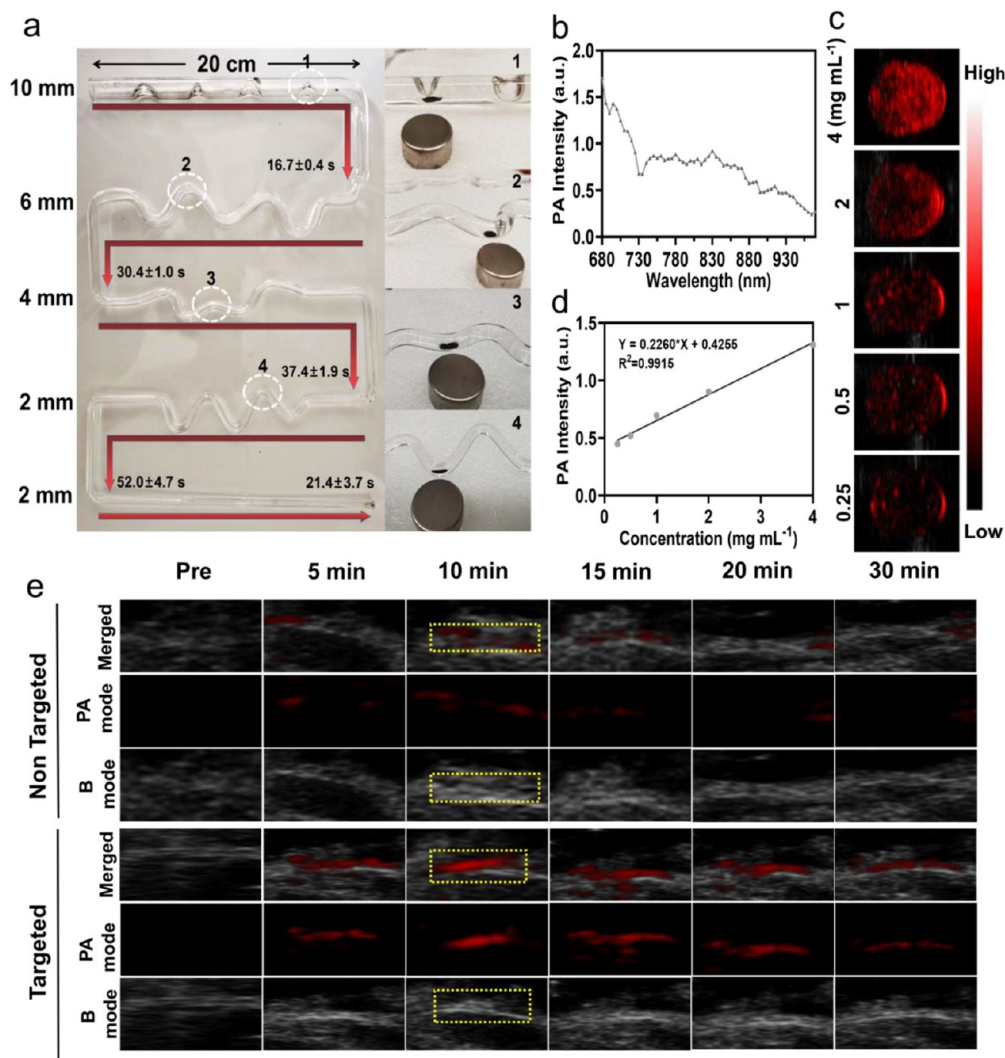 a
20 cm
1
10 mm
16.7±0.4 s
2
6 mm
30.4±1.0 s
3
4 mm
37.4±1.9 s
4
2 mm
52.0±4.7 s
21.4±3.7 s
2 mm
1
2
3
4
b
PA Intensity (a.u.)
2.0
1.5
1.0
0.5
0.0
680 730 780 830 880 930
Wavelength (nm)
c
4 (mg mL-1)
2
1
0.5
0.25
High
Low
d
PA Intensity (a.u.)
1.5
1.0
0.5
0.0
Y = 0.2260*X + 0.4255
R2=0.9915
0 1 2 3 4
Concentration (mg mL-1)
e
Pre 5 min 10 min 15 min 20 min 30 min
Non Targeted
Merged
PA mode
B mode
Targeted
Merged
PA mode
B mode